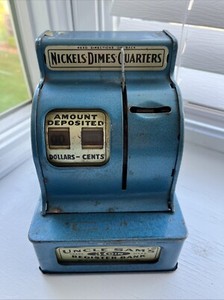 NICKELS DIMES QUARTERS
AMOUNT
DEPOSITED
DOLLARS-CENTS
UNCLE SAM'S
REGISTER BANK